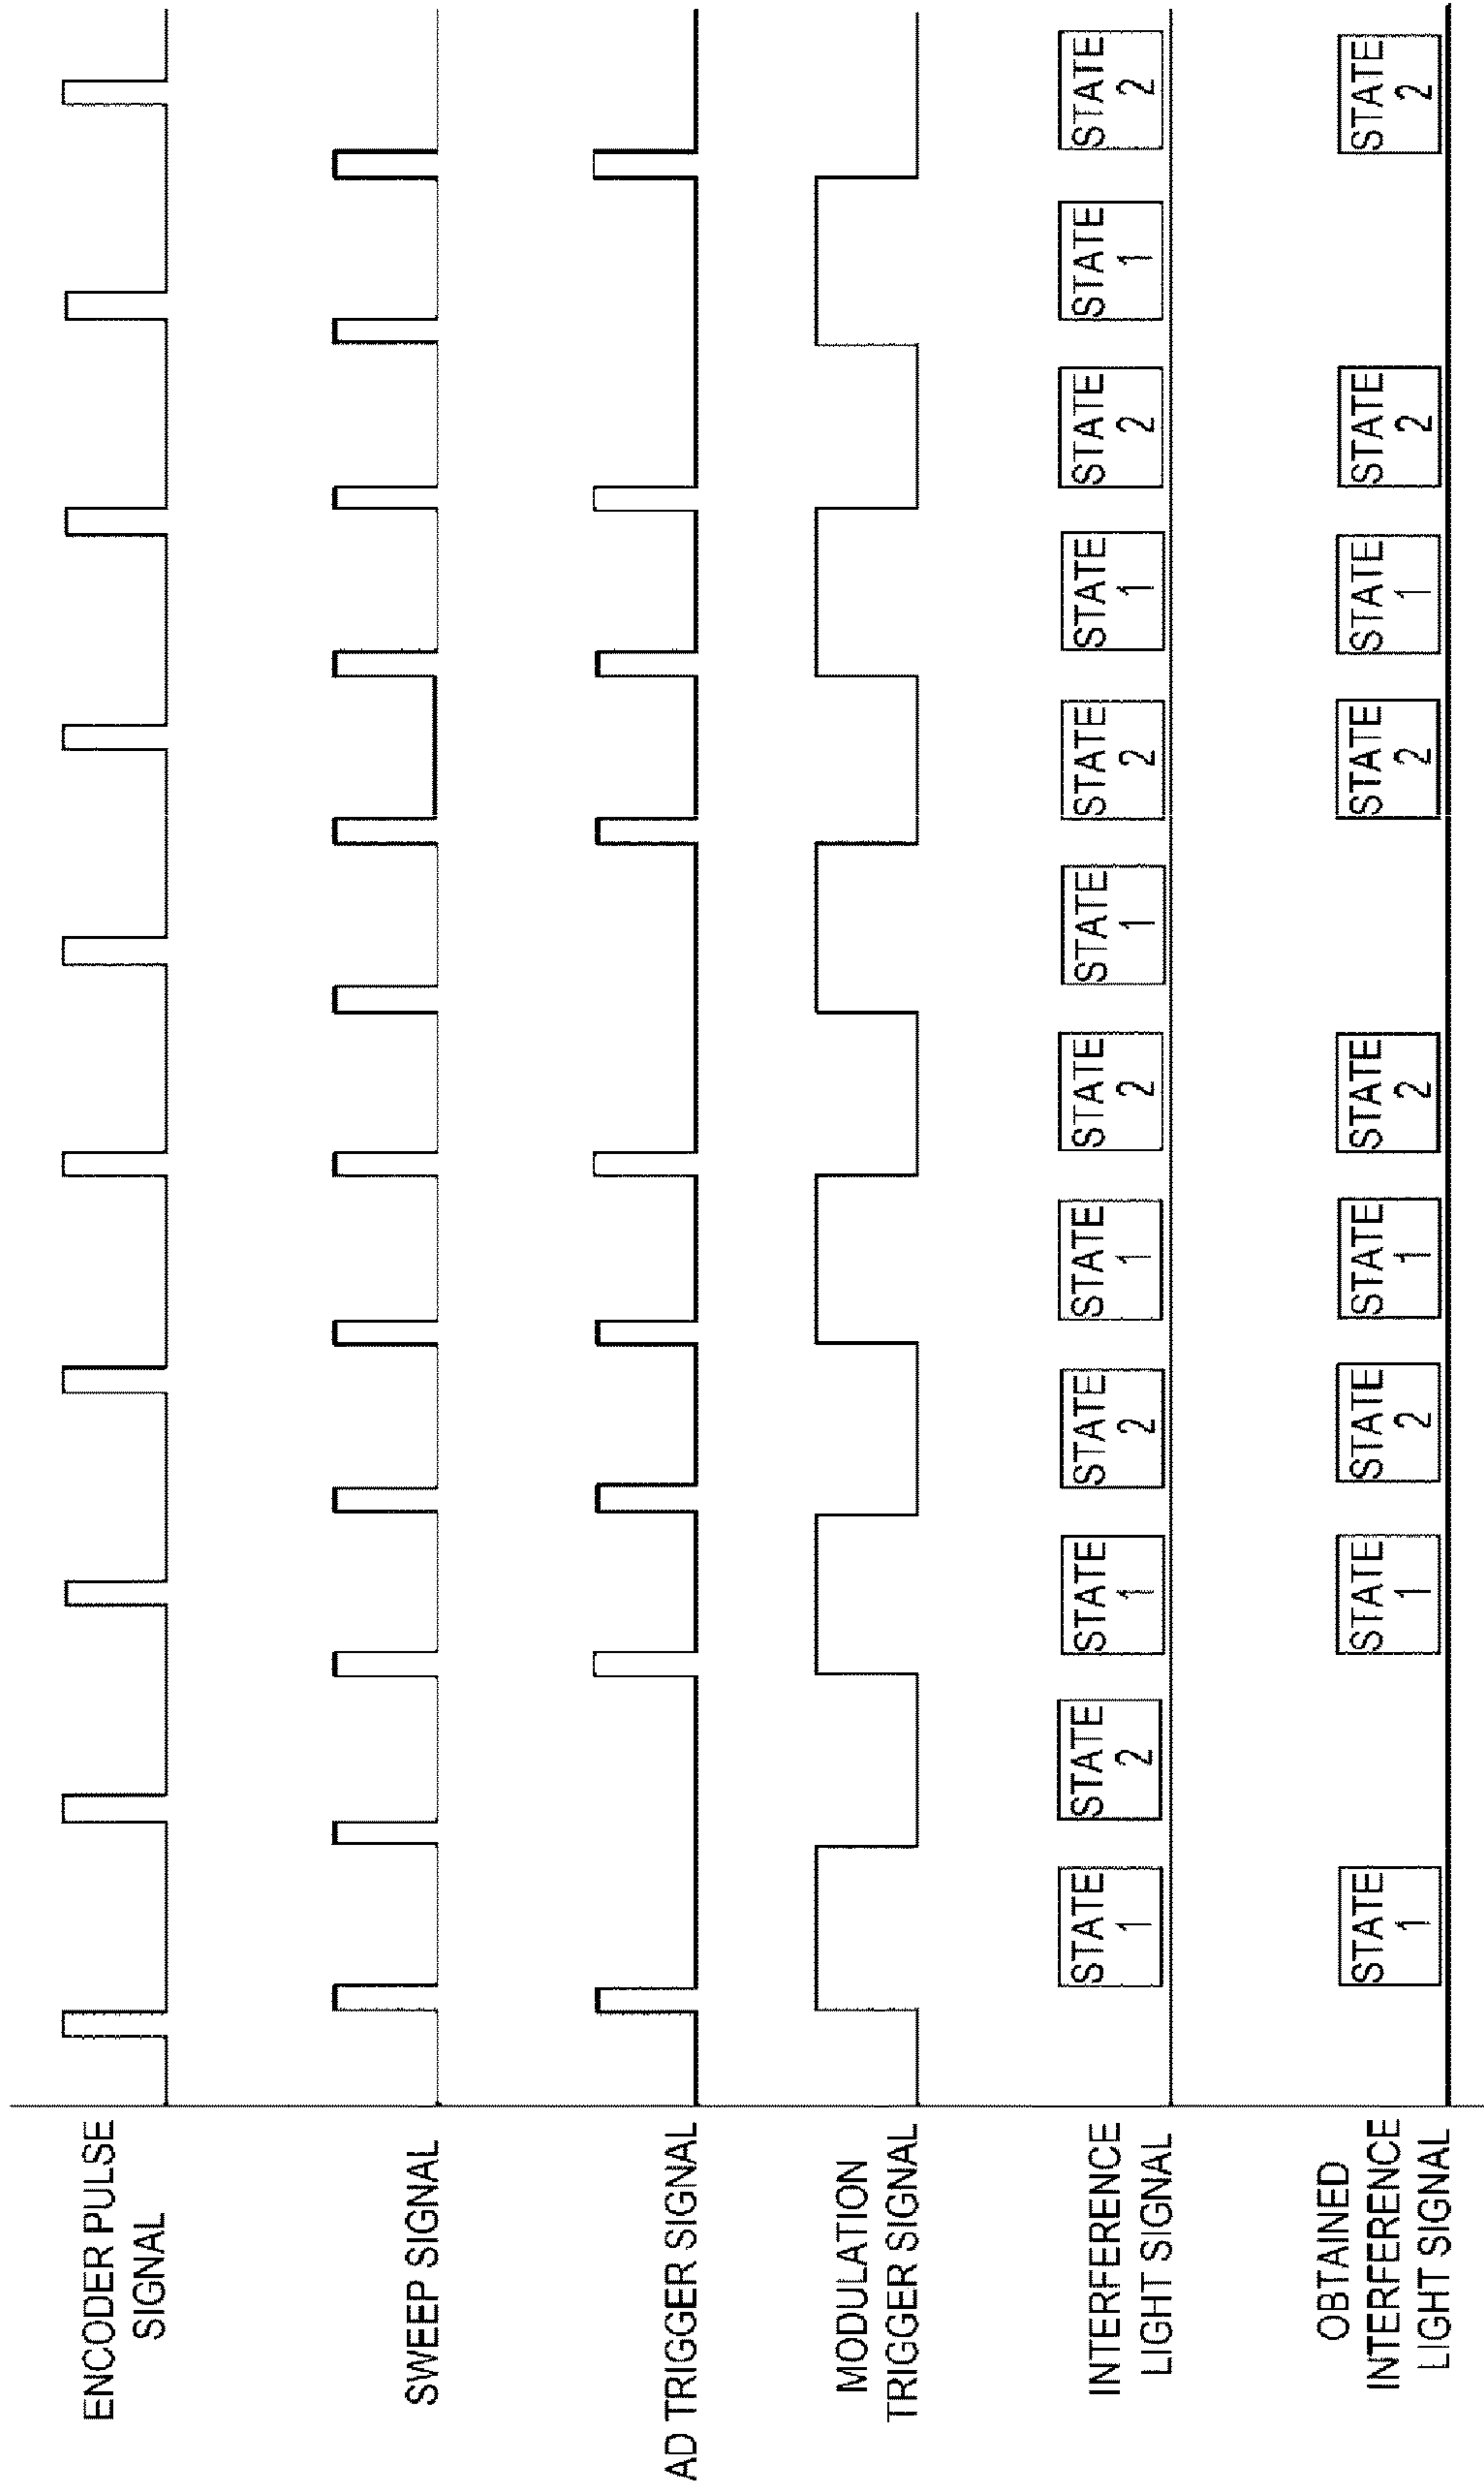 ENCODER PULSE
SIGNAL
SWEEP SIGNAL
AD TRIGGER SIGNAL
MODULATION
TRIGGER SIGNAL
INTERFERENCE
LIGHT SIGNAL
STATE
1
STATE
2
STATE
1
STATE
2
STATE
1
STATE
2
STATE
1
STATE
2
STATE
1
STATE
2
STATE
1
STATE
2
OBTAINED
INTERFERENCE
LIGHT SIGNAL
STATE
1
STATE
1
STATE
2
STATE
1
STATE
2
STATE
2
STATE
1
STATE
2
STATE
2